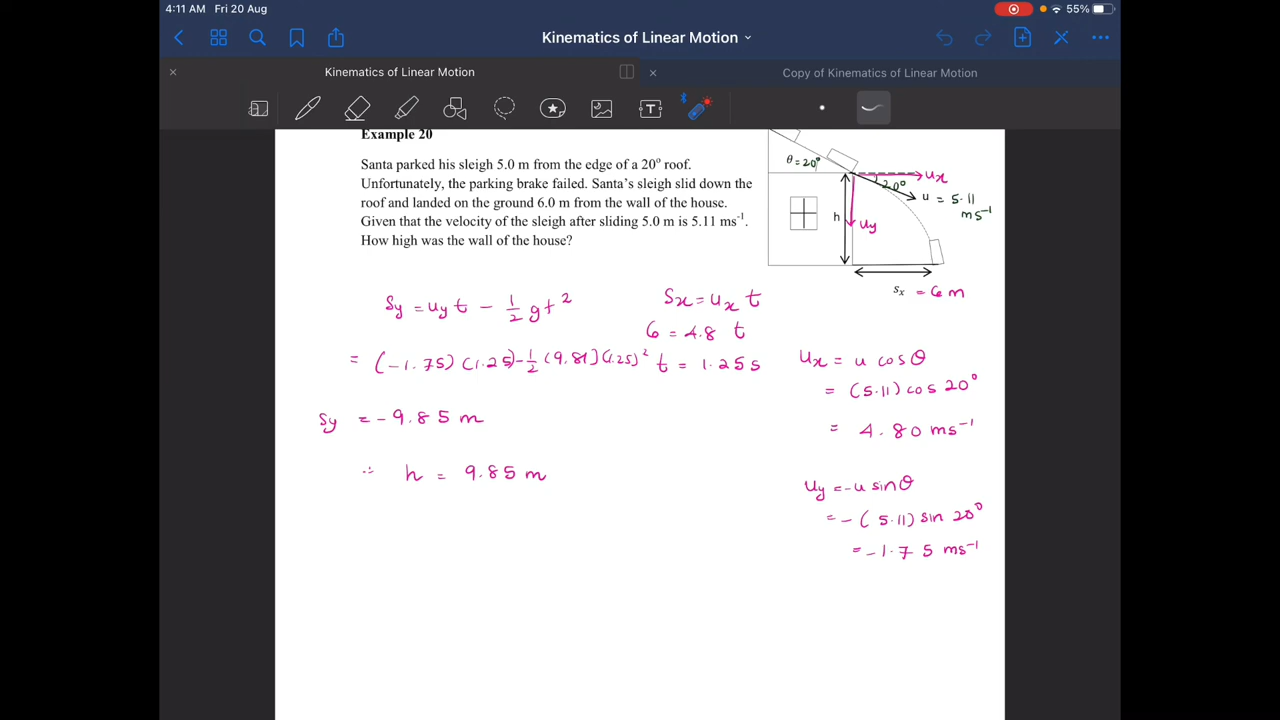 4:11 AM Fri 20 Aug
55%
Kinematics of Linear Motion
Kinematics of Linear Motion
Copy of Kinematics of Linear Motion
Example 20
Santa parked his sleigh 5.0 m from the edge of a 20° roof.
Unfortunately, the parking brake failed. Santa's sleigh slid down the
roof and landed on the ground 6.0 m from the wall of the house.
Given that the velocity of the sleigh after sliding 5.0 m is 5.11 ms⁻¹.
How high was the wall of the house?
θ = 20°
ux
20°
u = 5.11
ms⁻¹
h
uy
sx = 6 m
Sy = uy t - 1/2 gt²
= (-1.75)(1.25) - 1/2 (9.81)(1.25)²
Sy = -9.85 m
∴ h = 9.85 m
Sx = ux t
6 = 4.8 t
t = 1.25 s
ux = u cos θ
= (5.11) cos 20°
= 4.80 ms⁻¹
uy = -u sin θ
= -(5.11) sin 20°
= -1.75 ms⁻¹